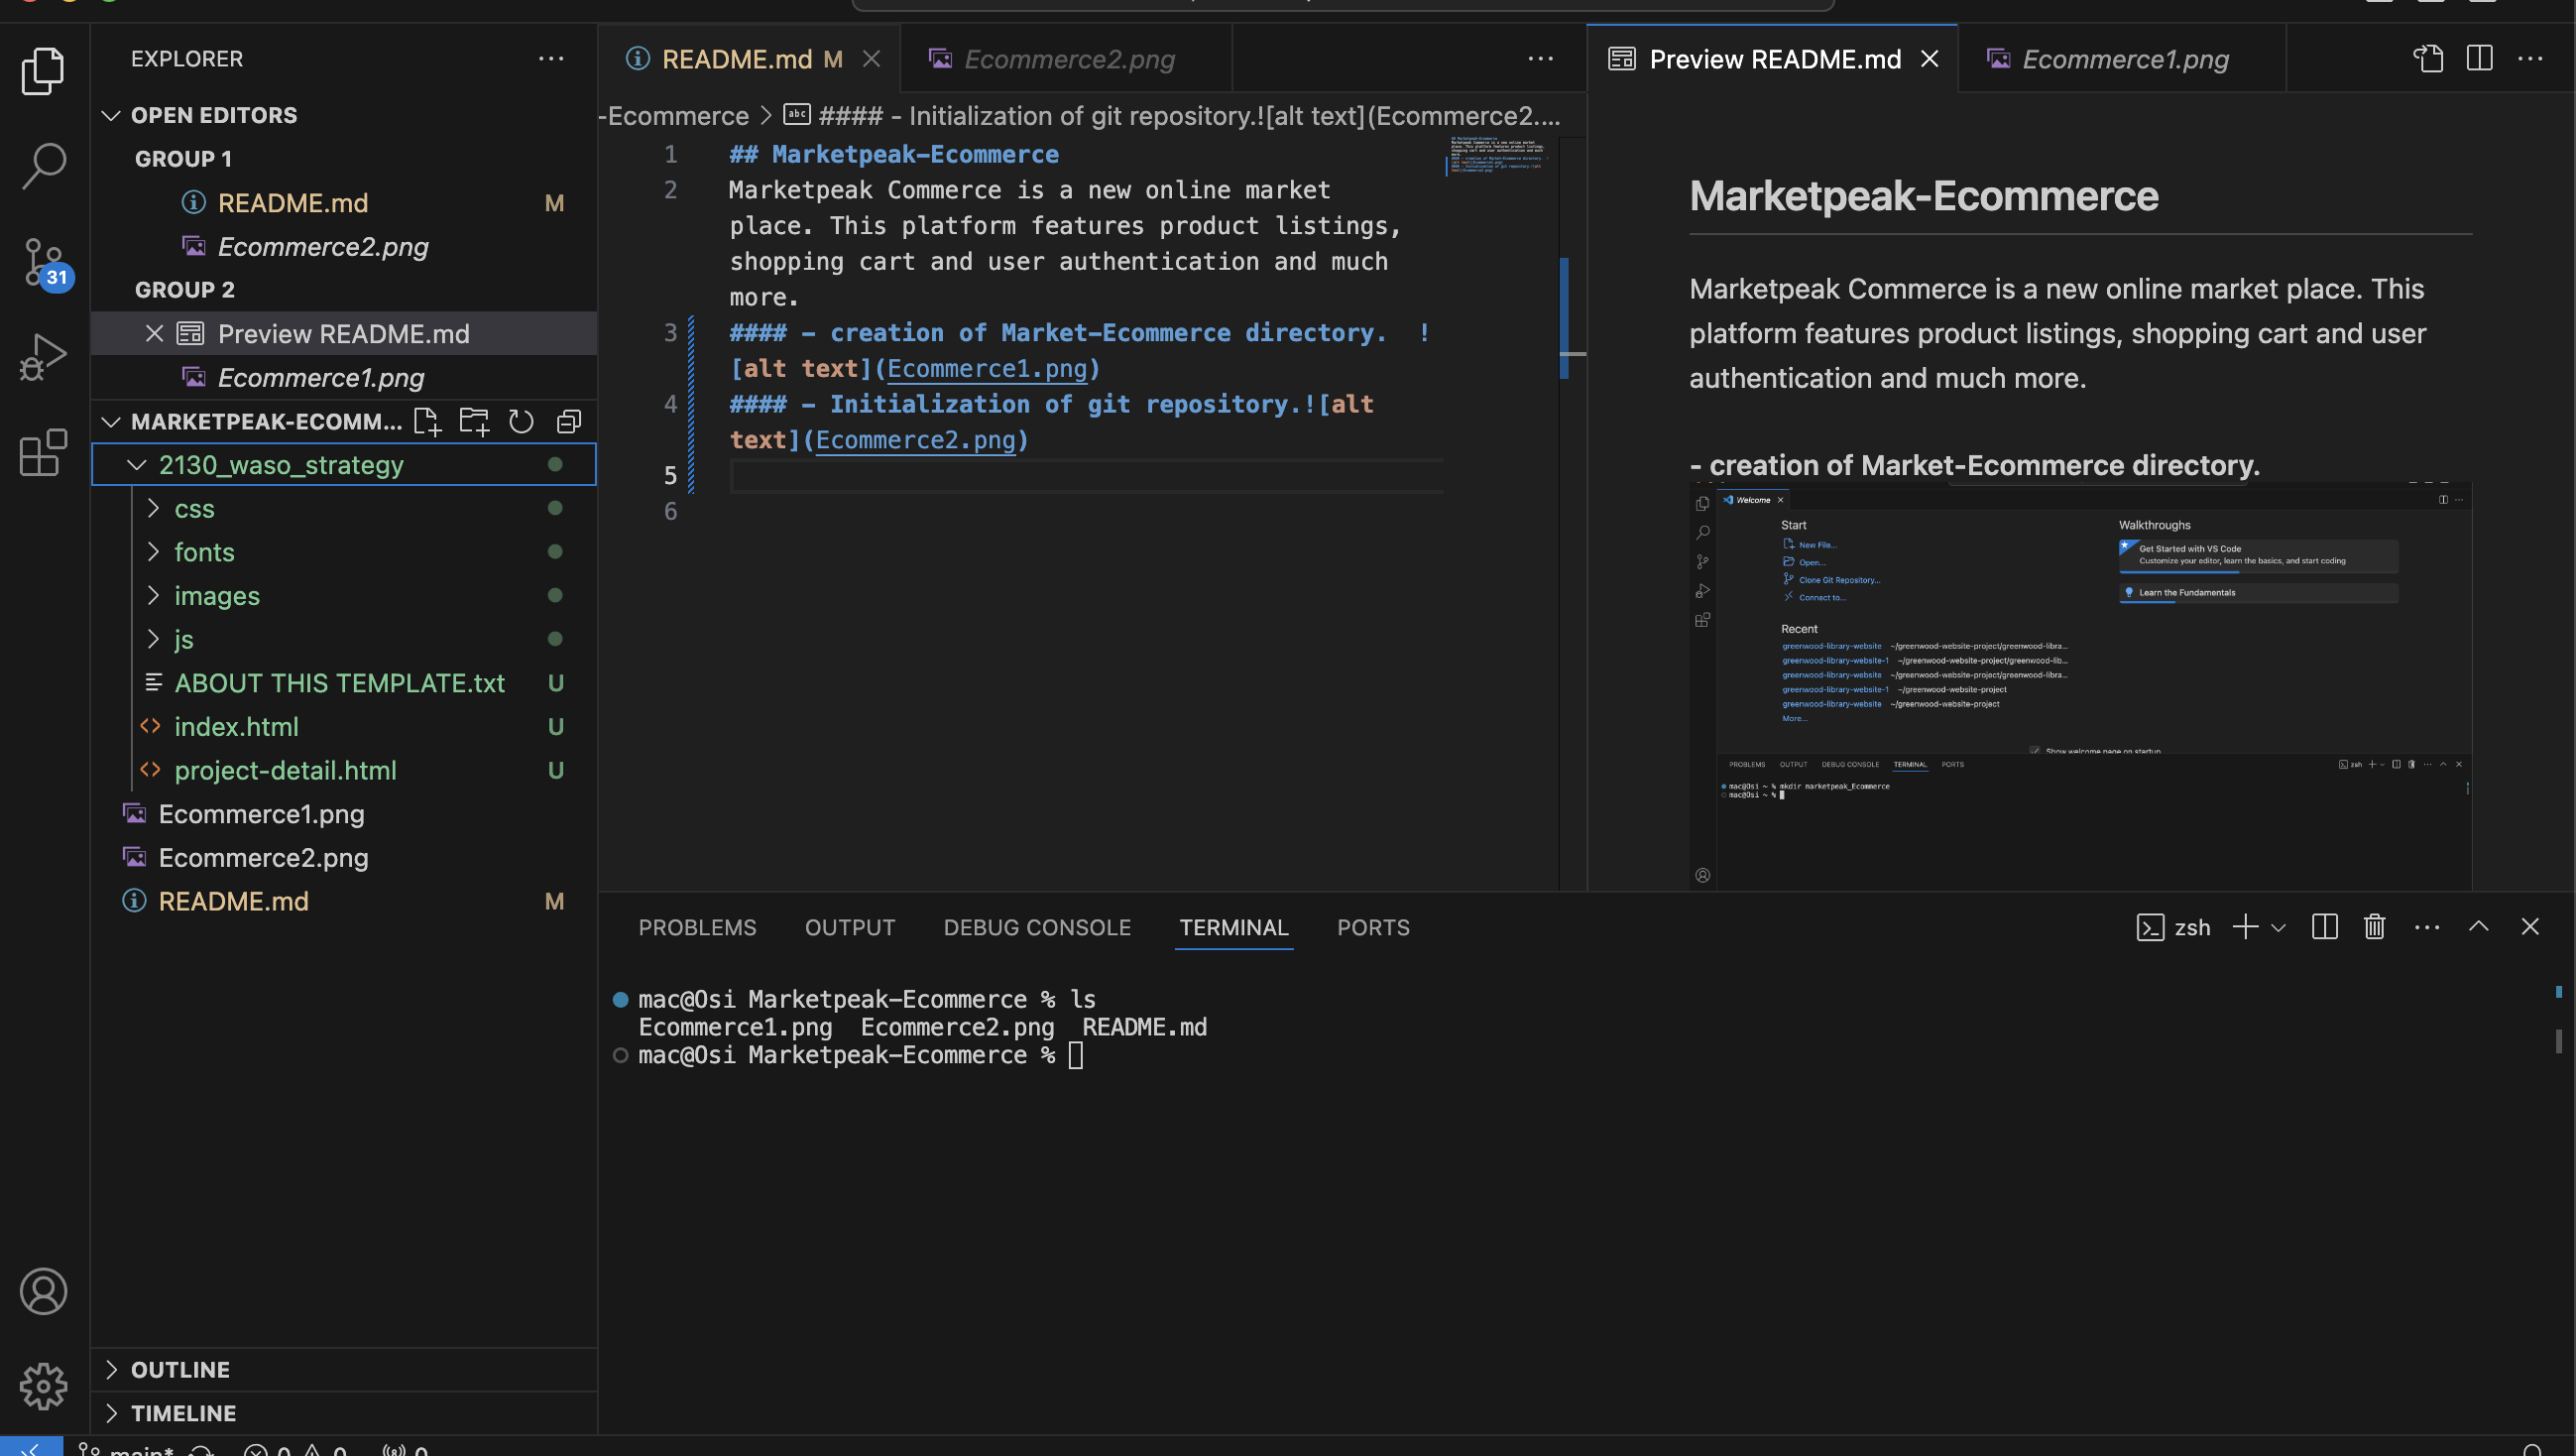 EXPLORER
OPEN EDITORS
GROUP 1
README.md M
Ecommerce2.png
GROUP 2
Preview README.md
Ecommerce1.png
MARKETPEAK-ECOMM...
2130_waso_strategy
css
fonts
images
js
ABOUT THIS TEMPLATE.txt U
index.html U
project-detail.html U
Ecommerce1.png
Ecommerce2.png
README.md M
OUTLINE
TIMELINE
31
README.md M
Ecommerce2.png
-Ecommerce > abc #### - Initialization of git repository.![alt text](Ecommerce2....
1 ## Marketpeak-Ecommerce
2 Marketpeak Commerce is a new online market
place. This platform features product listings,
shopping cart and user authentication and much
more.
3 #### - creation of Market-Ecommerce directory.  !
[alt text](Ecommerce1.png)
4 #### - Initialization of git repository.![alt
text](Ecommerce2.png)
5
6
Preview README.md
Ecommerce1.png
Marketpeak-Ecommerce
Marketpeak Commerce is a new online market place. This
platform features product listings, shopping cart and user
authentication and much more.
- creation of Market-Ecommerce directory.
Welcome
Start
New File...
Open...
Clone Git Repository...
Connect to...
Recent
greenwood-library-website ~/greenwood-website-project/greenwood-libra...
greenwood-library-website-1 ~/greenwood-website-project/greenwood-lib...
greenwood-library-website ~/greenwood-website-project/greenwood-libra...
greenwood-library-website-1 ~/greenwood-website-project
greenwood-library-website ~/greenwood-website-project
More...
Walkthroughs
Get Started with VS Code
Customize your editor, learn the basics, and start coding
Learn the Fundamentals
Show welcome page on startup
PROBLEMS OUTPUT DEBUG CONSOLE TERMINAL PORTS
zsh
mac@Osi ~ % mkdir marketpeak_Ecommerce
mac@Osi ~ %
PROBLEMS OUTPUT DEBUG CONSOLE TERMINAL PORTS
zsh
mac@Osi Marketpeak-Ecommerce % ls
Ecommerce1.png  Ecommerce2.png  README.md
mac@Osi Marketpeak-Ecommerce %
main* 0 0 0